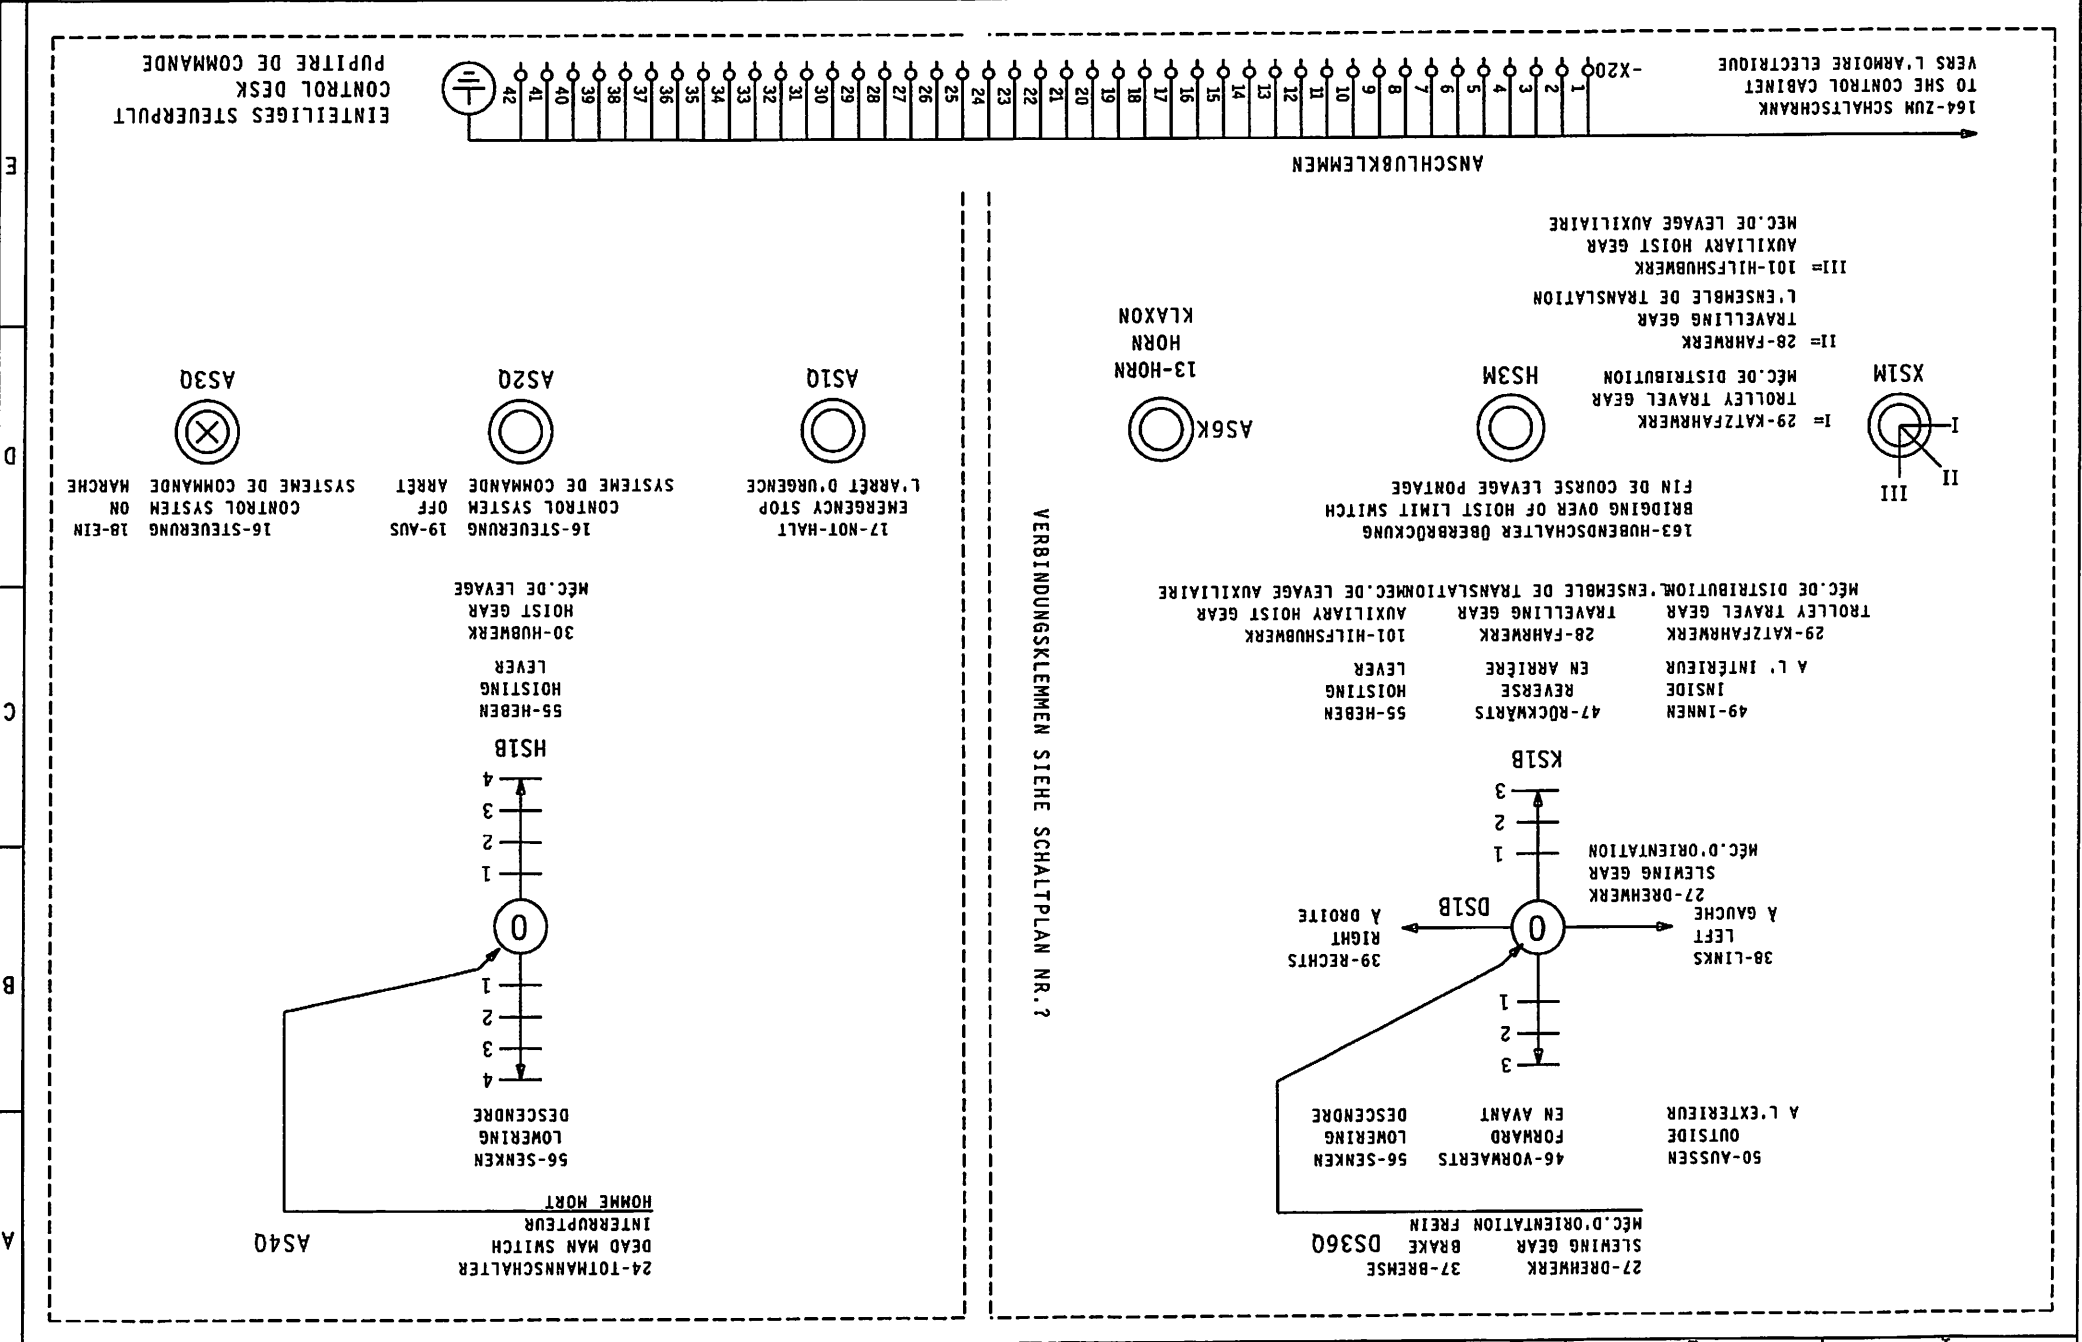 27-DREHWERK 37-BREMSE
SLEWING GEAR BRAKE DS36Q
MÉC.D'ORIENTATION FREIN
50-AUSSEN 46-VORWAERTS 56-SENKEN
OUTSIDE FORWARD LOWERING
A L'EXTERIEUR EN AVANT DESCENDRE
3
2
1
38-LINKS
LEFT
À GAUCHE
0
39-RECHTS
RIGHT
À DROITE
DS1B
27-DREHWERK
SLEWING GEAR
MÉC.D'ORIENTATION
1
2
3
KS1B
49-INNEN 47-RÜCKWÄRTS 55-HEBEN
INSIDE REVERSE HOISTING
A L' INTÉRIEUR EN ARRIÈRE LEVER
29-KATZFAHRWERK 28-FAHRWERK 101-HILFSHUBWERK
TROLLEY TRAVEL GEAR TRAVELLING GEAR AUXILIARY HOIST GEAR
MÉC.DE DISTRIBUTION L'ENSEMBLE DE TRANSLATION MEC.DE LEVAGE AUXILIAIRE
163-HUBENDSCHALTER ÜBERBRÜCKUNG
BRIDGING OVER OF HOIST LIMIT SWITCH
FIN DE COURSE LEVAGE PONTAGE
III
II
I
XS1M
HS3M
AS6K
I= 29-KATZFAHRWERK
TROLLEY TRAVEL GEAR
MÉC.DE DISTRIBUTION
II= 28-FAHRWERK
TRAVELLING GEAR
L'ENSEMBLE DE TRANSLATION
III= 101-HILFSHUBWERK
AUXILIARY HOIST GEAR
MEC.DE LEVAGE AUXILIAIRE
13-HORN
HORN
KLAXON
VERBINDUNGSKLEMMEN SIEHE SCHALTPLAN NR.?
24-TOTMANNSCHALTER
DEAD MAN SWITCH
INTERRUPTEUR
HOMME MORT
AS4Q
56-SENKEN
LOWERING
DESCENDRE
4
3
2
1
0
1
2
3
4
HS1B
55-HEBEN
HOISTING
LEVER
30-HUBWERK
HOIST GEAR
MÉC.DE LEVAGE
17-NOT-HALT
EMERGENCY STOP
L'ARRÊT D'URGENCE
AS1Q
16-STEUERUNG 19-AUS
CONTROL SYSTEM OFF
SYSTEME DE COMMANDE ARRÊT
AS2Q
16-STEUERUNG 18-EIN
CONTROL SYSTEM ON
SYSTEME DE COMMANDE MARCHE
AS3Q
ANSCHLUßKLEMMEN
164-ZUM SCHALTSCHRANK
TO SHE CONTROL CABINET
VERS L'ARMOIRE ELECTRIQUE
-X20
1 2 3 4 5 6 7 8 9 10 11 12 13 14 15 16 17 18 19 20 21 22 23 24 25 26 27 28 29 30 31 32 33 34 35 36 37 38 39 40 41 42
EINTEILIGES STEUERPULT
CONTROL DESK
PUPITRE DE COMMANDE
A
B
C
D
E